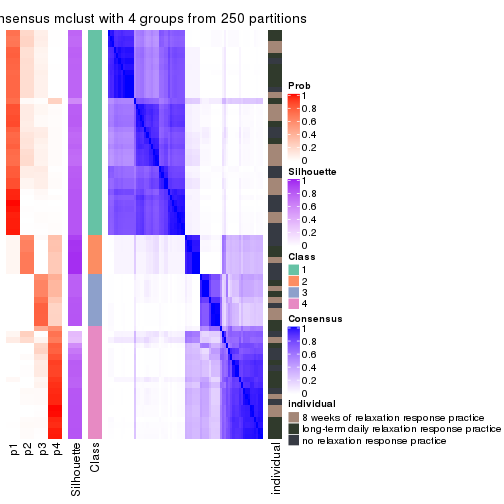 nsensus mclust with 4 groups from 250 partitions
Prob
1
0.8
0.6
0.4
0.2
0
Silhouette
1
0.8
0.6
0.4
0.2
0
Class
1
2
3
4
Consensus
1
0.8
0.6
0.4
0.2
0
individual
8 weeks of relaxation response practice
long-term daily relaxation response practice
no relaxation response practice
p1
p2
p3
p4
Silhouette
Class
individual